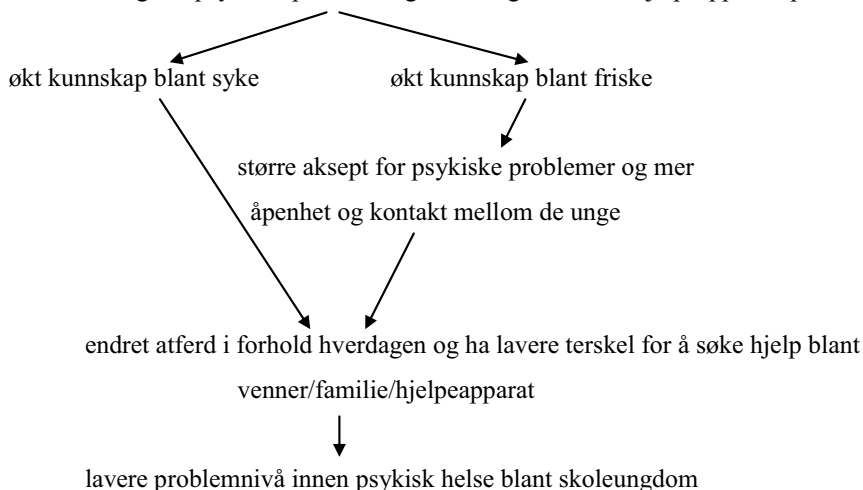 økt kunnskap blant syke
økt kunnskap blant friske
større aksept for psykiske problemer og mer
åpenhet og kontakt mellom de unge
endret atferd i forhold hverdagen og ha lavere terskel for å søke hjelp blant
venner/familie/hjelpeapparat
lavere problemnivå innen psykisk helse blant skoleungdom